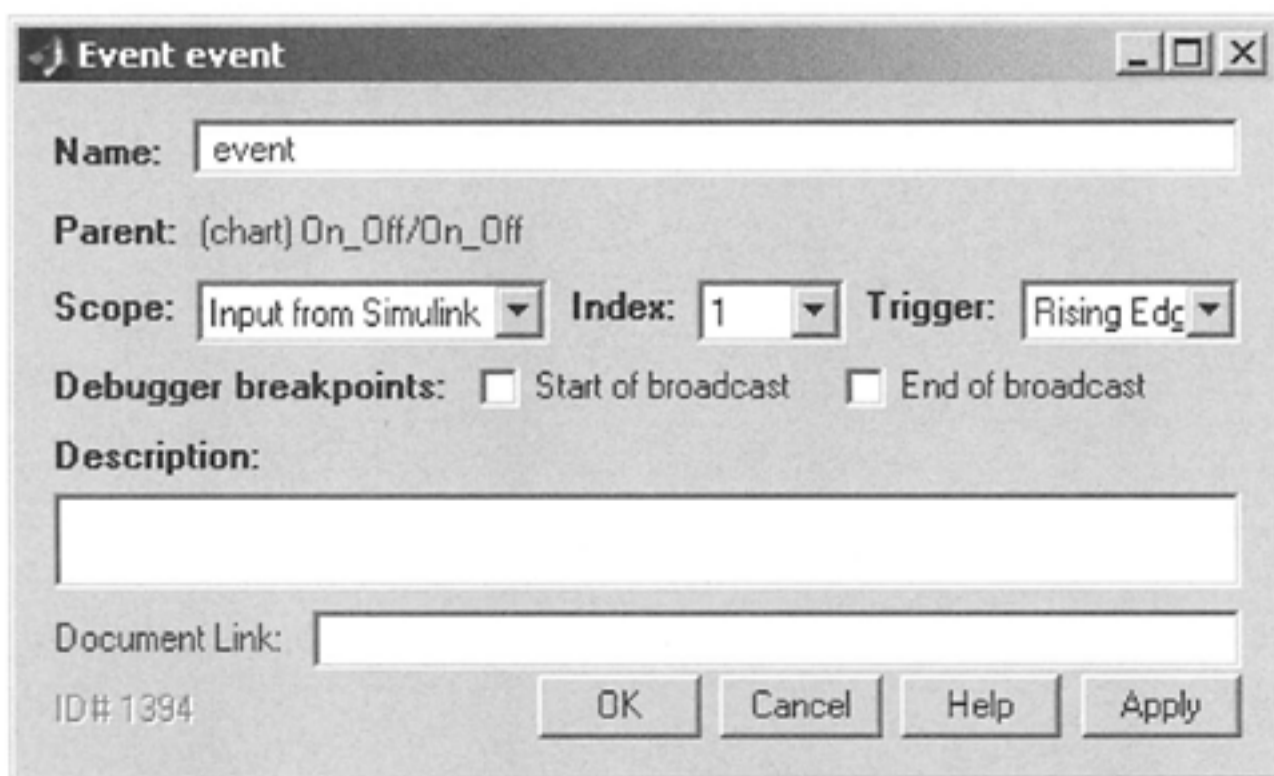 Event event
Name: event
Parent: (chart) On_Off/On_Off
Scope: Input from Simulink Index: 1 Trigger: Rising Edg
Debugger breakpoints: Start of broadcast End of broadcast
Description:
Document Link:
ID# 1394 OK Cancel Help Apply